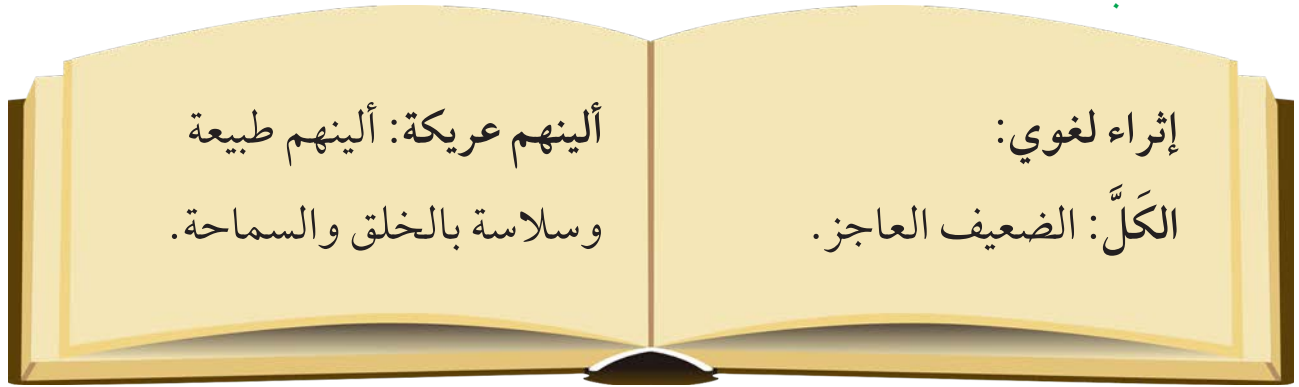 إثراء لغوي:
الكَلَّ: الضعيف العاجز.
ألينهم عريكة: ألينهم طبيعة
وسلاسة بالخلق والسماحة.